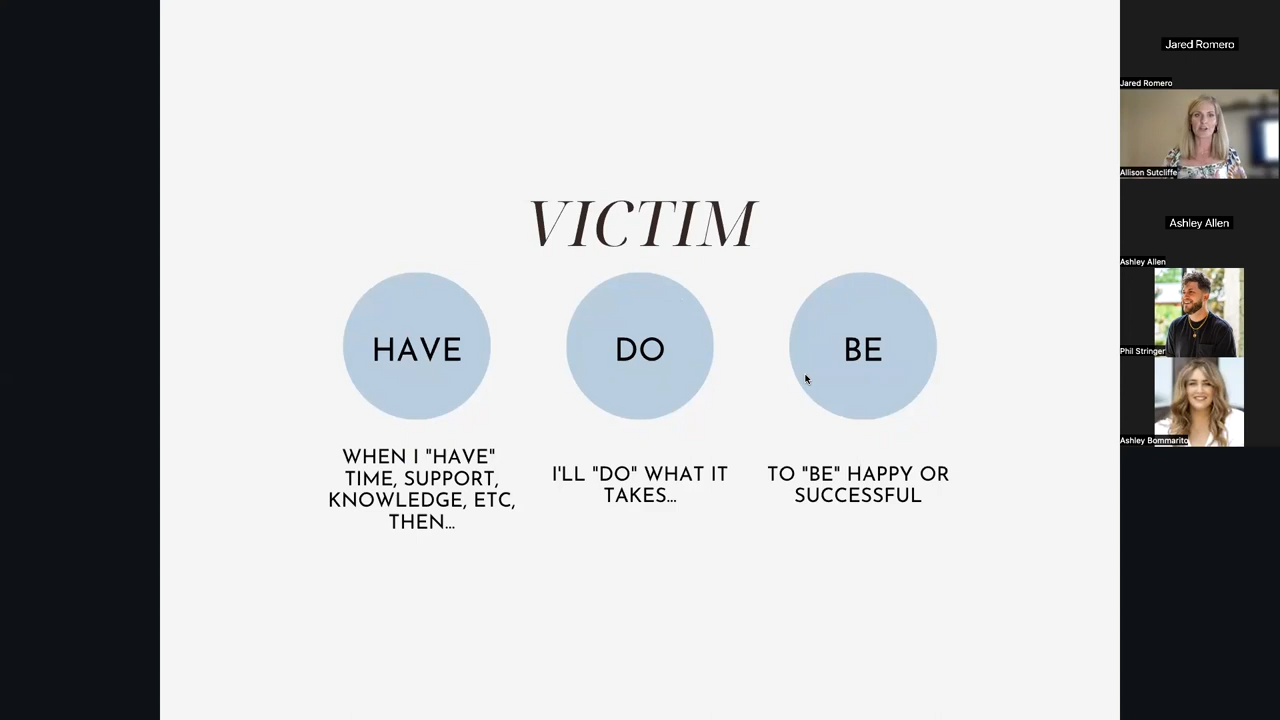 VICTIM
HAVE
DO
BE
WHEN I "HAVE"
TIME, SUPPORT,
KNOWLEDGE, ETC,
THEN...
I'LL "DO" WHAT IT
TAKES...
TO "BE" HAPPY OR
SUCCESSFUL
Jared Romero
Jared Romero
Allison Sutcliffe
Ashley Allen
Ashley Allen
Phil Stringer
Ashley Bommarito